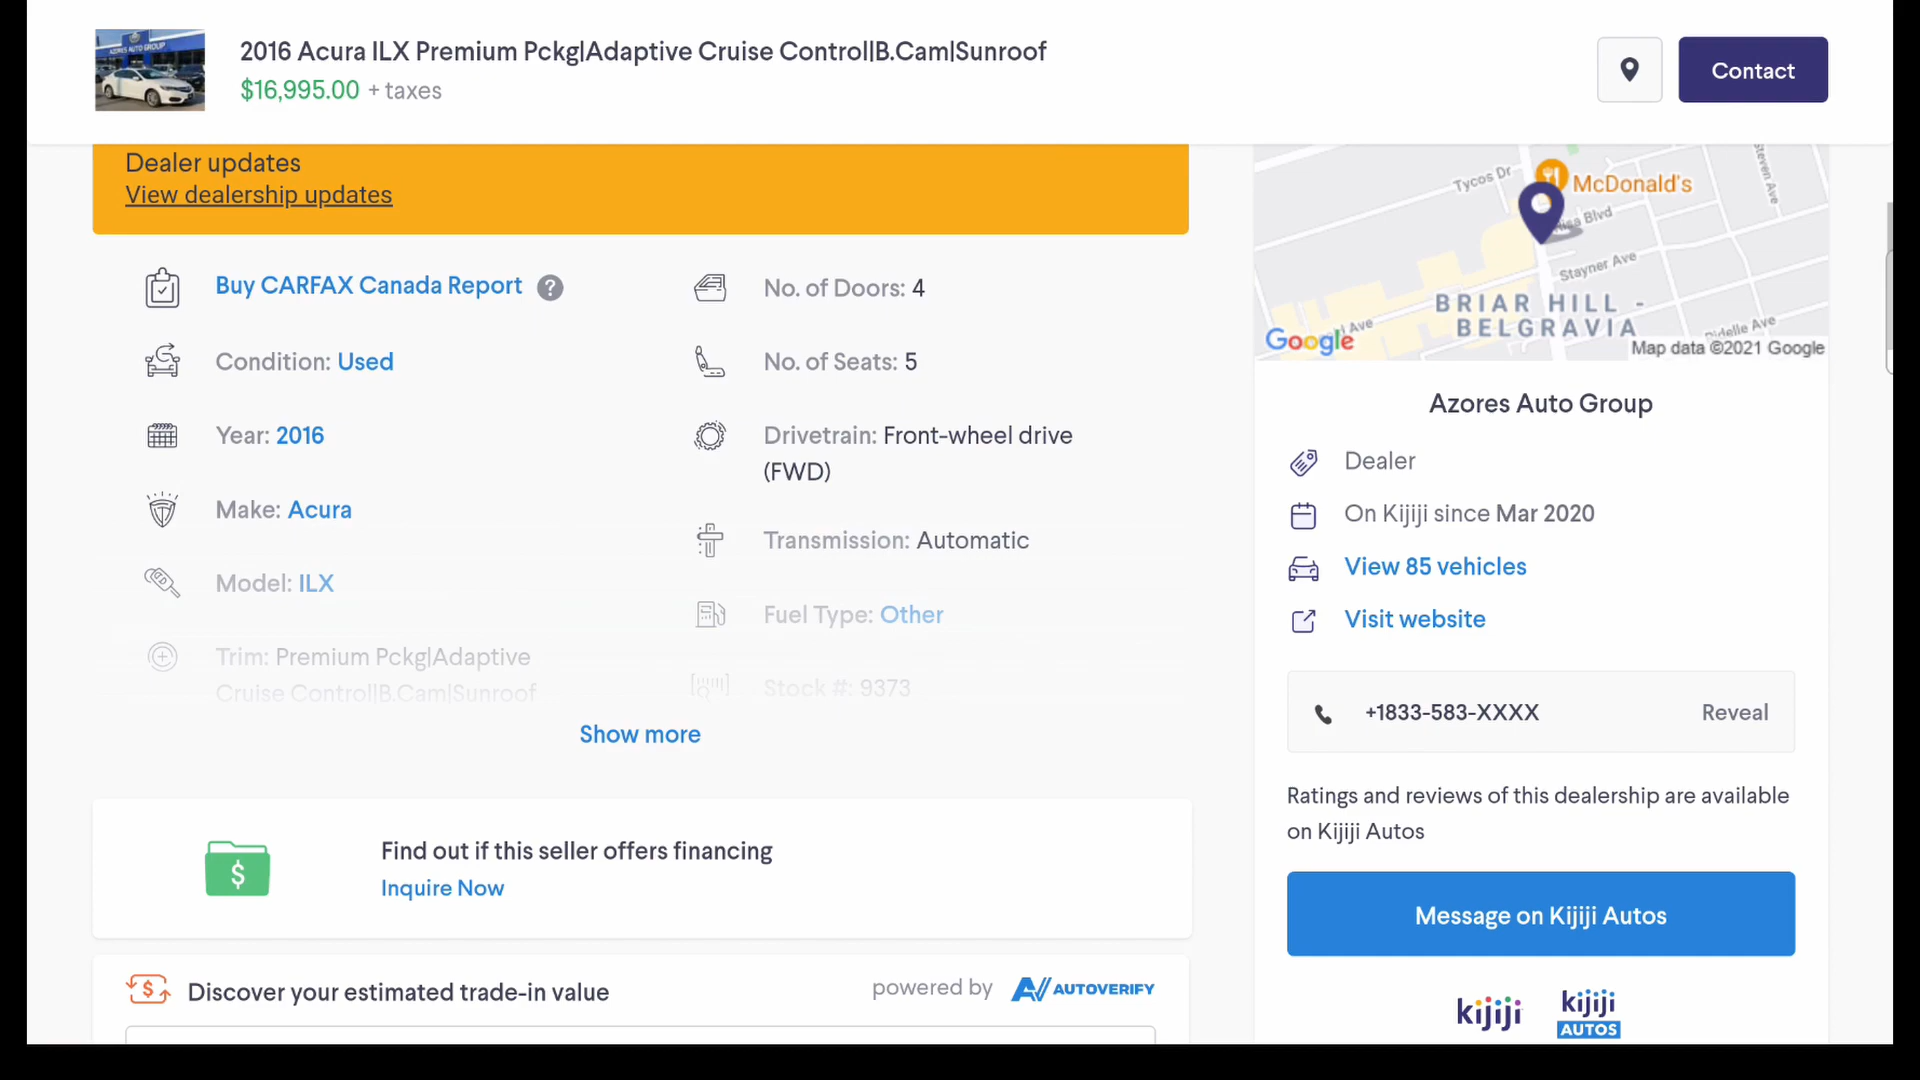 2016 Acura ILX Premium Pckg|Adaptive Cruise Control|B.Cam|Sunroof
$16,995.00 + taxes
Contact
Dealer updates
View dealership updates
Buy CARFAX Canada Report ?
Condition: Used
Year: 2016
Make: Acura
Model: ILX
Trim: Premium Pckg|Adaptive
Cruise Control|B.Cam|Sunroof
No. of Doors: 4
No. of Seats: 5
Drivetrain: Front-wheel drive
(FWD)
Transmission: Automatic
Fuel Type: Other
Stock #: 9373
Show more
Find out if this seller offers financing
Inquire Now
Discover your estimated trade-in value
powered by AUTOVERIFY
Tycos Dr
McDonald's
Blvd
Stayner Ave
BRIAR HILL -
BELGRAVIA
Ave
Google
Map data ©2021 Google
Azores Auto Group
Dealer
On Kijiji since Mar 2020
View 85 vehicles
Visit website
+1833-583-XXXX
Reveal
Ratings and reviews of this dealership are available
on Kijiji Autos
Message on Kijiji Autos
kijiji
kijiji
AUTOS